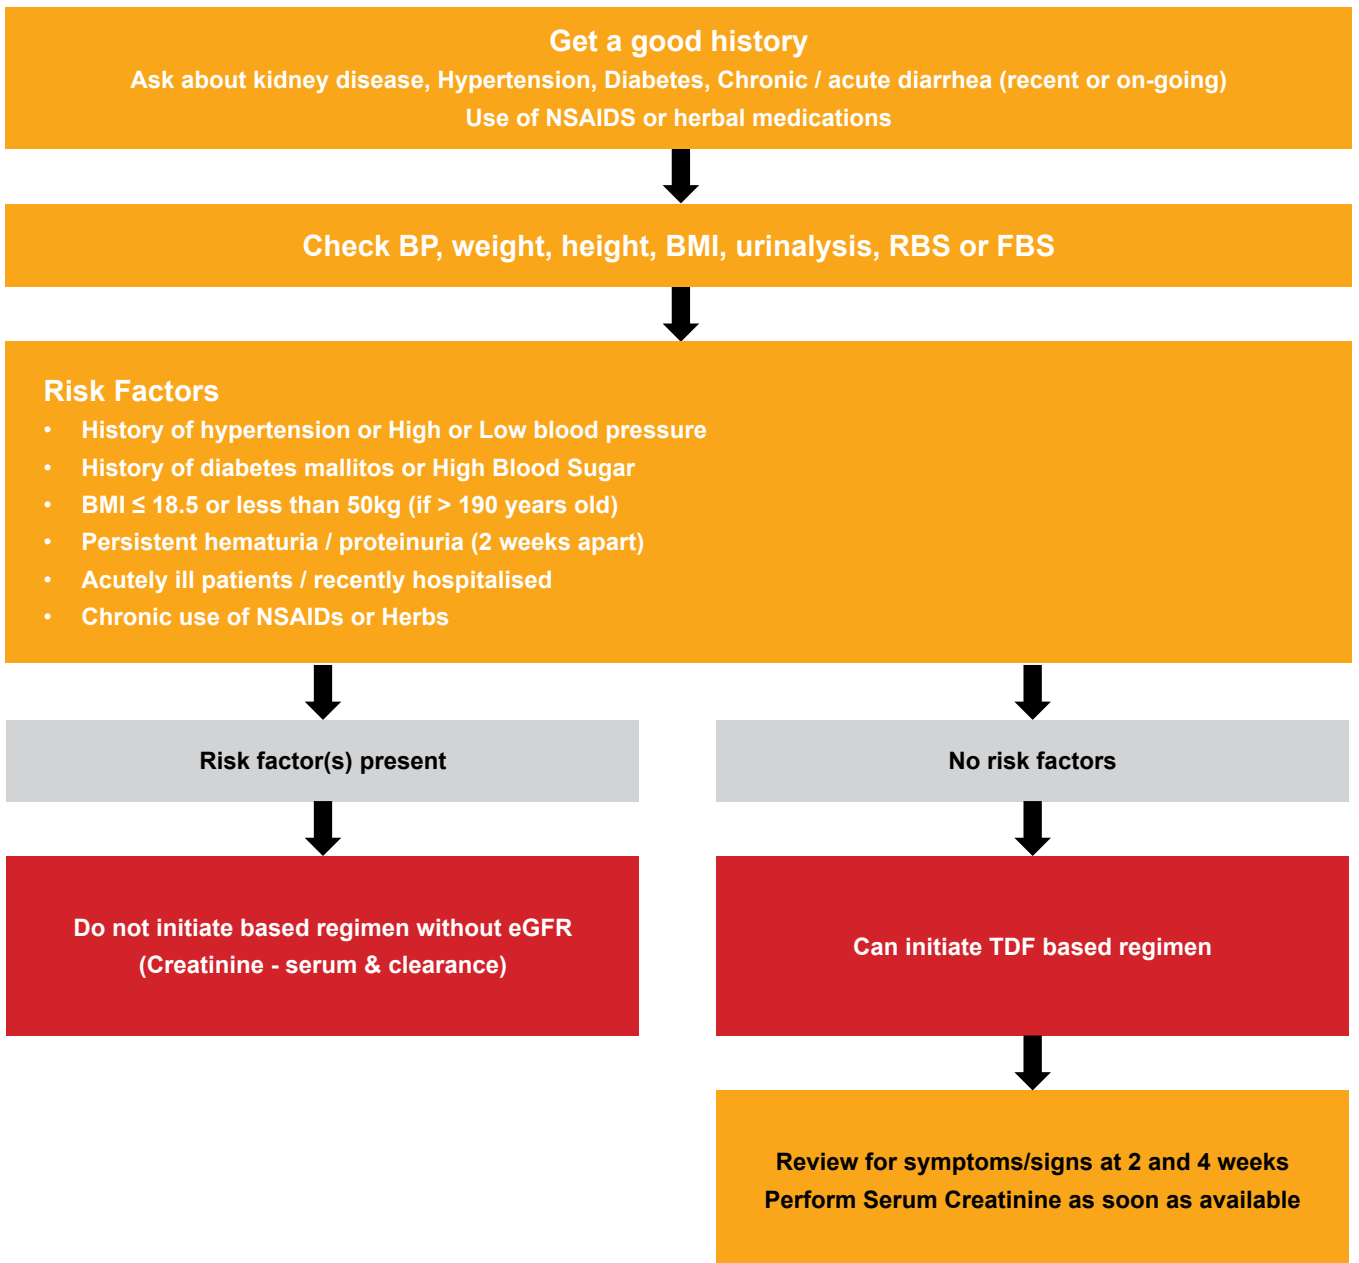 Get a good history
Ask about kidney disease, Hypertension, Diabetes, Chronic / acute diarrhea (recent or on-going)
Use of NSAIDS or herbal medications
Check BP, weight, height, BMI, urinalysis, RBS or FBS
Risk Factors
• History of hypertension or High or Low blood pressure
• History of diabetes mallitos or High Blood Sugar
• BMI ≤ 18.5 or less than 50kg (if > 190 years old)
• Persistent hematuria / proteinuria (2 weeks apart)
• Acutely ill patients / recently hospitalised
• Chronic use of NSAIDs or Herbs
Risk factor(s) present
No risk factors
Do not initiate based regimen without eGFR
(Creatinine - serum & clearance)
Can initiate TDF based regimen
Review for symptoms/signs at 2 and 4 weeks
Perform Serum Creatinine as soon as available